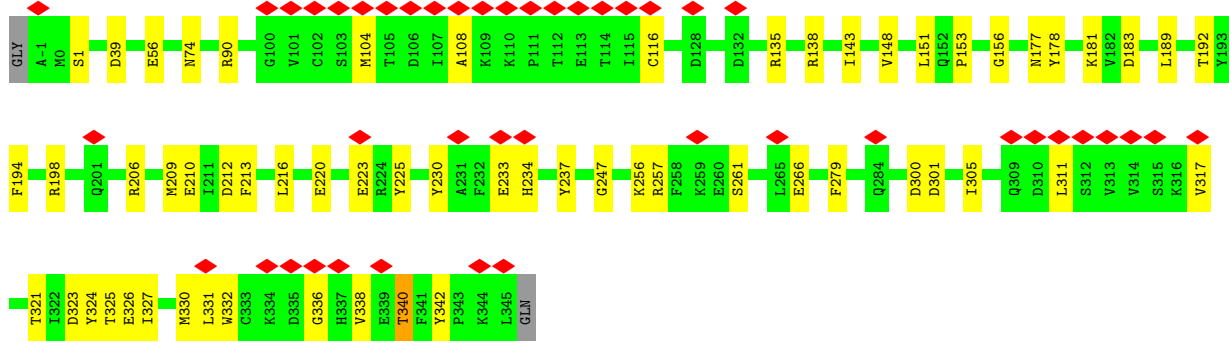 GLY A-1 M0 S1 D39 E56 N74 R90 G100 V101 C102 S103 M104 T105 D106 I107 A108 K109 K110 P111 T112 E113 T114 I115 C116 D128 D132 R135 R138 I143 V148 L151 Q152 P153 G156 N177 Y178 K181 V182 D183 L189 T192 Y193
F194 R198 Q201 R206 M209 E210 I211 D212 F213 L216 E220 E223 R224 Y225 Y230 A231 F232 E233 H234 Y237 G247 K256 R257 F258 K259 E260 S261 L265 E266 F279 Q284 D300 D301 I305 Q309 D310 L311 S312 V313 V314 S315 K316 V317
T321 I322 D323 Y324 T325 E326 I327 M330 L331 W332 C333 K334 D335 G336 H337 V338 E339 T340 F341 Y342 P343 K344 L345 GLN